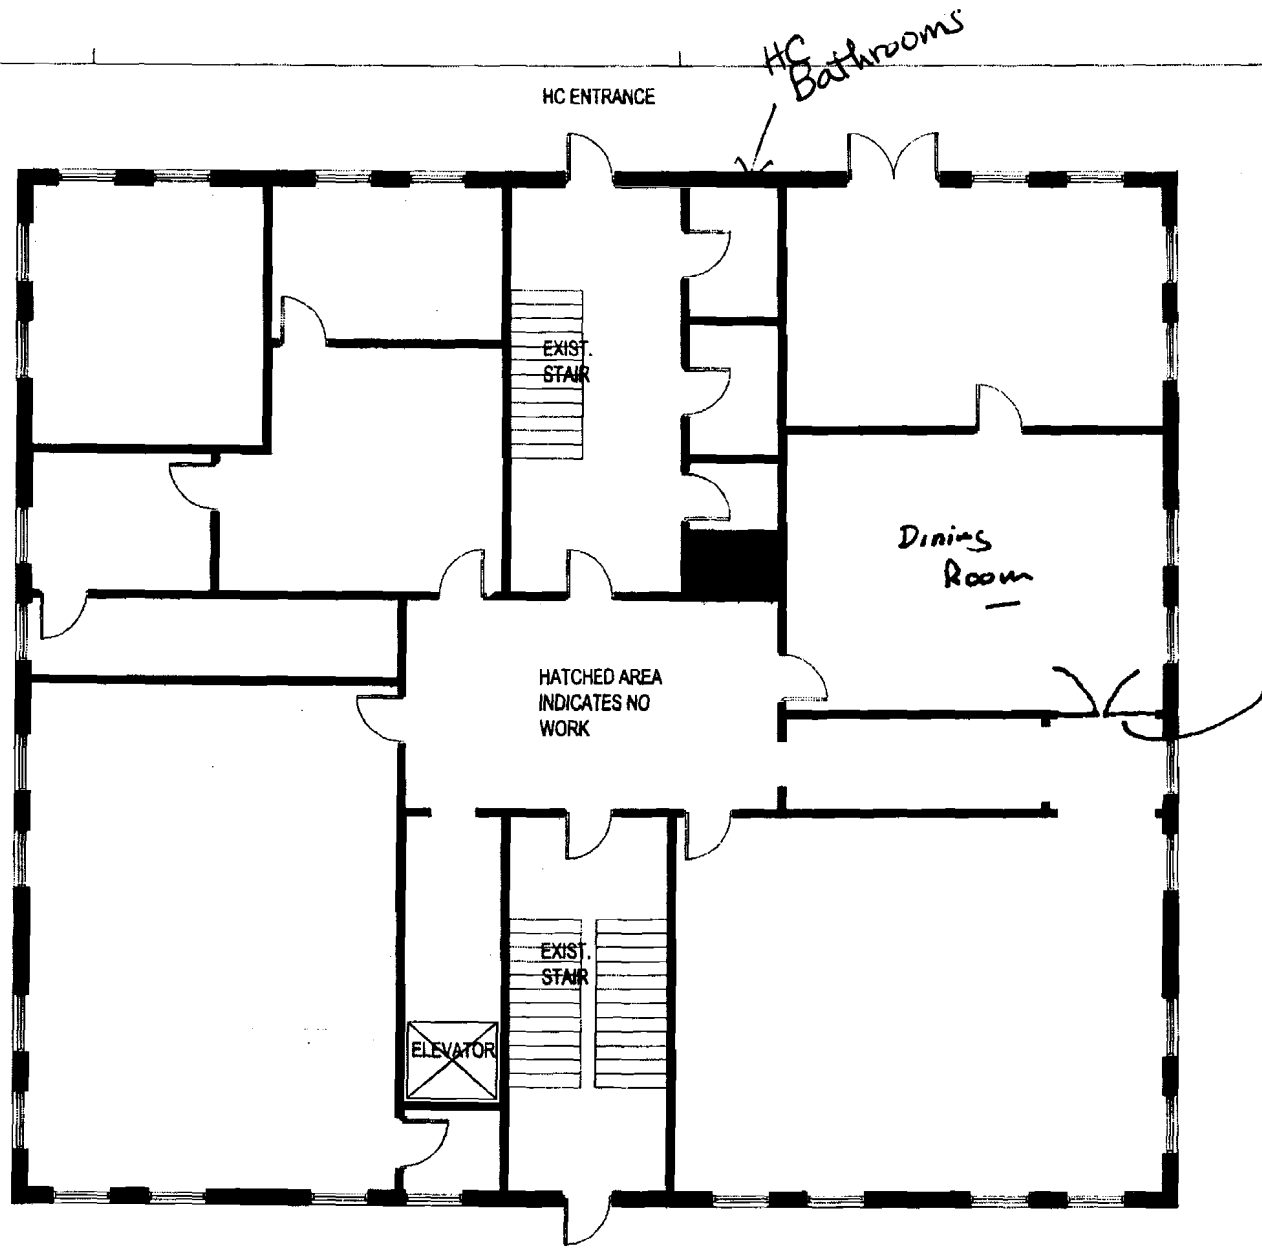 HC
Bathrooms
HC ENTRANCE
EXIST.
STAIR
Dining
Room
HATCHED AREA
INDICATES NO
WORK
EXIST.
STAIR
ELEVATOR